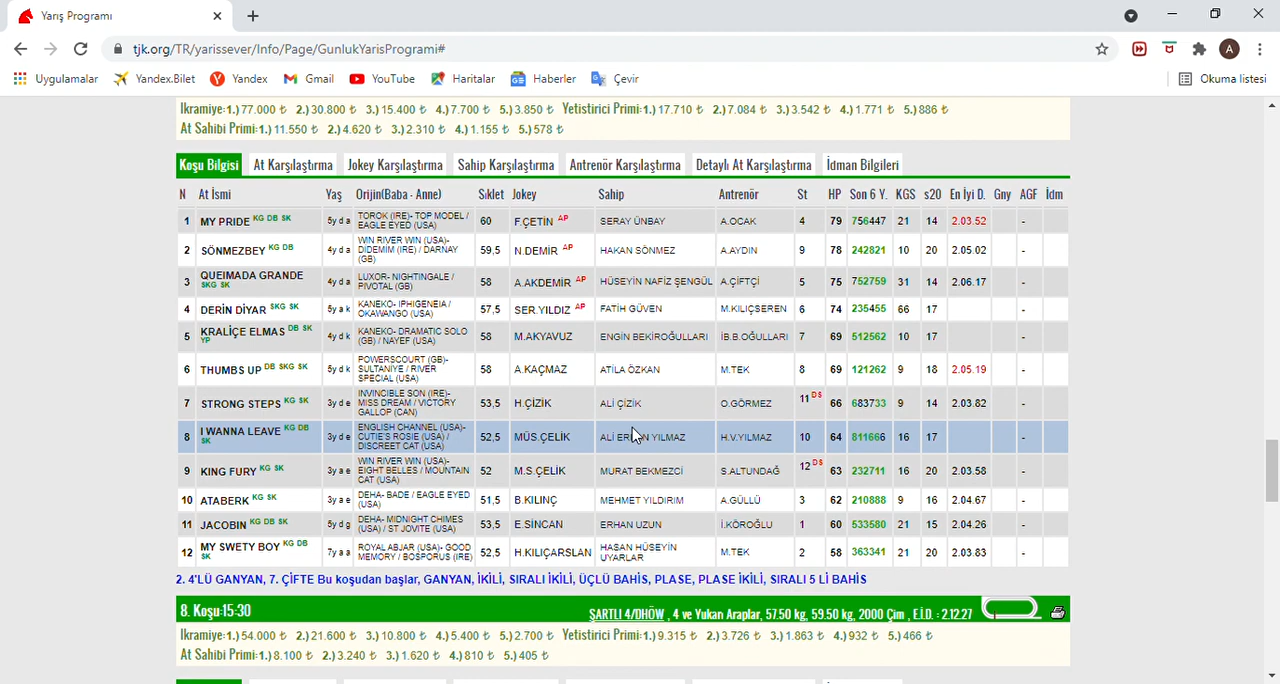 Yarış Programı
tjk.org/TR/yarissever/Info/Page/GunlukYarisProgrami#
A
Uygulamalar Yandex.Bilet Yandex Gmail YouTube Haritalar Haberler Çevir Okuma listesi
Ikramiye:1.) 77.000 ₺ 2.) 30.800 ₺ 3.) 15.400 ₺ 4.) 7.700 ₺ 5.) 3.850 ₺ Yetistirici Primi:1.) 17.710 ₺ 2.) 7.084 ₺ 3.) 3.542 ₺ 4.) 1.771 ₺ 5.) 886 ₺
At Sahibi Primi:1.) 11.550 ₺ 2.) 4.620 ₺ 3.) 2.310 ₺ 4.) 1.155 ₺ 5.) 578 ₺
Koşu Bilgisi At Karşılaştırma Jokey Karşılaştırma Sahip Karşılaştırma Antrenör Karşılaştırma Detaylı At Karşılaştırma İdman Bilgileri
N At İsmi Yaş Orijin(Baba - Anne) Sıklet Jokey Sahip Antrenör St HP Son 6 Y. KGS s20 En İyi D. Gny AGF İdm
1 MY PRIDE KG DB SK 5y d a TOROK (IRE)- TOP MODEL / EAGLE EYED (USA) 60 F.ÇETİN AP SERAY ÜNBAY A.OCAK 4 79 756447 21 14 2.03.52 -
2 SÖNMEZBEY KG DB 4y d a WIN RIVER WIN (USA)- DİDEMİM (IRE) / DARNAY (GB) 59,5 N.DEMİR AP HAKAN SÖNMEZ A.AYDIN 9 78 242821 10 20 2.05.02 -
3 QUEIMADA GRANDE SKG SK 4y d a LUXOR- NIGHTINGALE / PIVOTAL (GB) 58 A.AKDEMİR AP HÜSEYİN NAFİZ ŞENGÜL A.ÇİFTÇİ 5 75 752759 31 14 2.06.17 -
4 DERİN DİYAR SKG SK 5y a k KANEKO- IPHIGENEIA / OKAWANGO (USA) 57,5 SER.YILDIZ AP FATİH GÜVEN M.KILIÇSEREN 6 74 235455 66 17 -
5 KRALİÇE ELMAS DB SK YP 4y d k KANEKO- DRAMATIC SOLO (GB) / NAYEF (USA) 58 M.AKYAVUZ ENGİN BEKİROĞULLARI İB.B.OĞULLARI 7 69 512562 10 17 -
6 THUMBS UP DB SKG SK 5y d k POWERSCOURT (GB)- SULTANİYE / RIVER SPECIAL (USA) 58 A.KAÇMAZ ATİLA ÖZKAN M.TEK 8 69 121262 9 18 2.05.19 -
7 STRONG STEPS KG SK 3y d e INVINCIBLE SON (IRE)- MISS DREAM / VICTORY GALLOP (CAN) 53,5 H.ÇİZİK ALİ ÇİZİK O.GÖRMEZ 11 DS 66 683733 9 14 2.03.82 -
8 I WANNA LEAVE KG DB SK 3y d e ENGLISH CHANNEL (USA)- CUTIE'S ROSIE (USA) / DISCREET CAT (USA) 52,5 MÜS.ÇELİK ALİ YILMAZ H.V.YILMAZ 10 64 811666 16 17 -
9 KING FURY KG SK 3y a e WIN RIVER WIN (USA)- EIGHT BELLES / MOUNTAIN CAT (USA) 52 M.S.ÇELİK MURAT BEKMEZCİ S.ALTUNDAĞ 12 DS 63 232711 16 20 2.03.58 -
10 ATABERK KG SK 3y a e DEHA- BADE / EAGLE EYED (USA) 51,5 B.KILINÇ MEHMET YILDIRIM A.GÜLLÜ 3 62 210888 9 16 2.04.67 -
11 JACOBIN KG DB SK 5y d g DEHA- MIDNIGHT CHIMES (USA) / ST JOVITE (USA) 53,5 E.SİNCAN ERHAN UZUN İ.KÖROĞLU 1 60 533580 21 15 2.04.26 -
12 MY SWETY BOY KG DB SK 7y a a ROYAL ABJAR (USA)- GOOD MEMORY / BOSPORUS (IRE) 52,5 H.KILIÇARSLAN HASAN HÜSEYİN UYARLAR M.TEK 2 58 363341 21 20 2.03.83 -
2. 4'LÜ GANYAN, 7. ÇİFTE Bu koşudan başlar, GANYAN, İKİLİ, SIRALI İKİLİ, ÜÇLÜ BAHİS, PLASE, PLASE İKİLİ, SIRALI 5 Lİ BAHİS
8. Koşu:15:30 ŞARTLI 4/DHÖW , 4 ve Yukarı Araplar, 57.50 kg, 59.50 kg, 2000 Çim , E.İ.D. : 2.12.27
Ikramiye:1.) 54.000 ₺ 2.) 21.600 ₺ 3.) 10.800 ₺ 4.) 5.400 ₺ 5.) 2.700 ₺ Yetistirici Primi:1.) 9.315 ₺ 2.) 3.726 ₺ 3.) 1.863 ₺ 4.) 932 ₺ 5.) 466 ₺
At Sahibi Primi:1.) 8.100 ₺ 2.) 3.240 ₺ 3.) 1.620 ₺ 4.) 810 ₺ 5.) 405 ₺